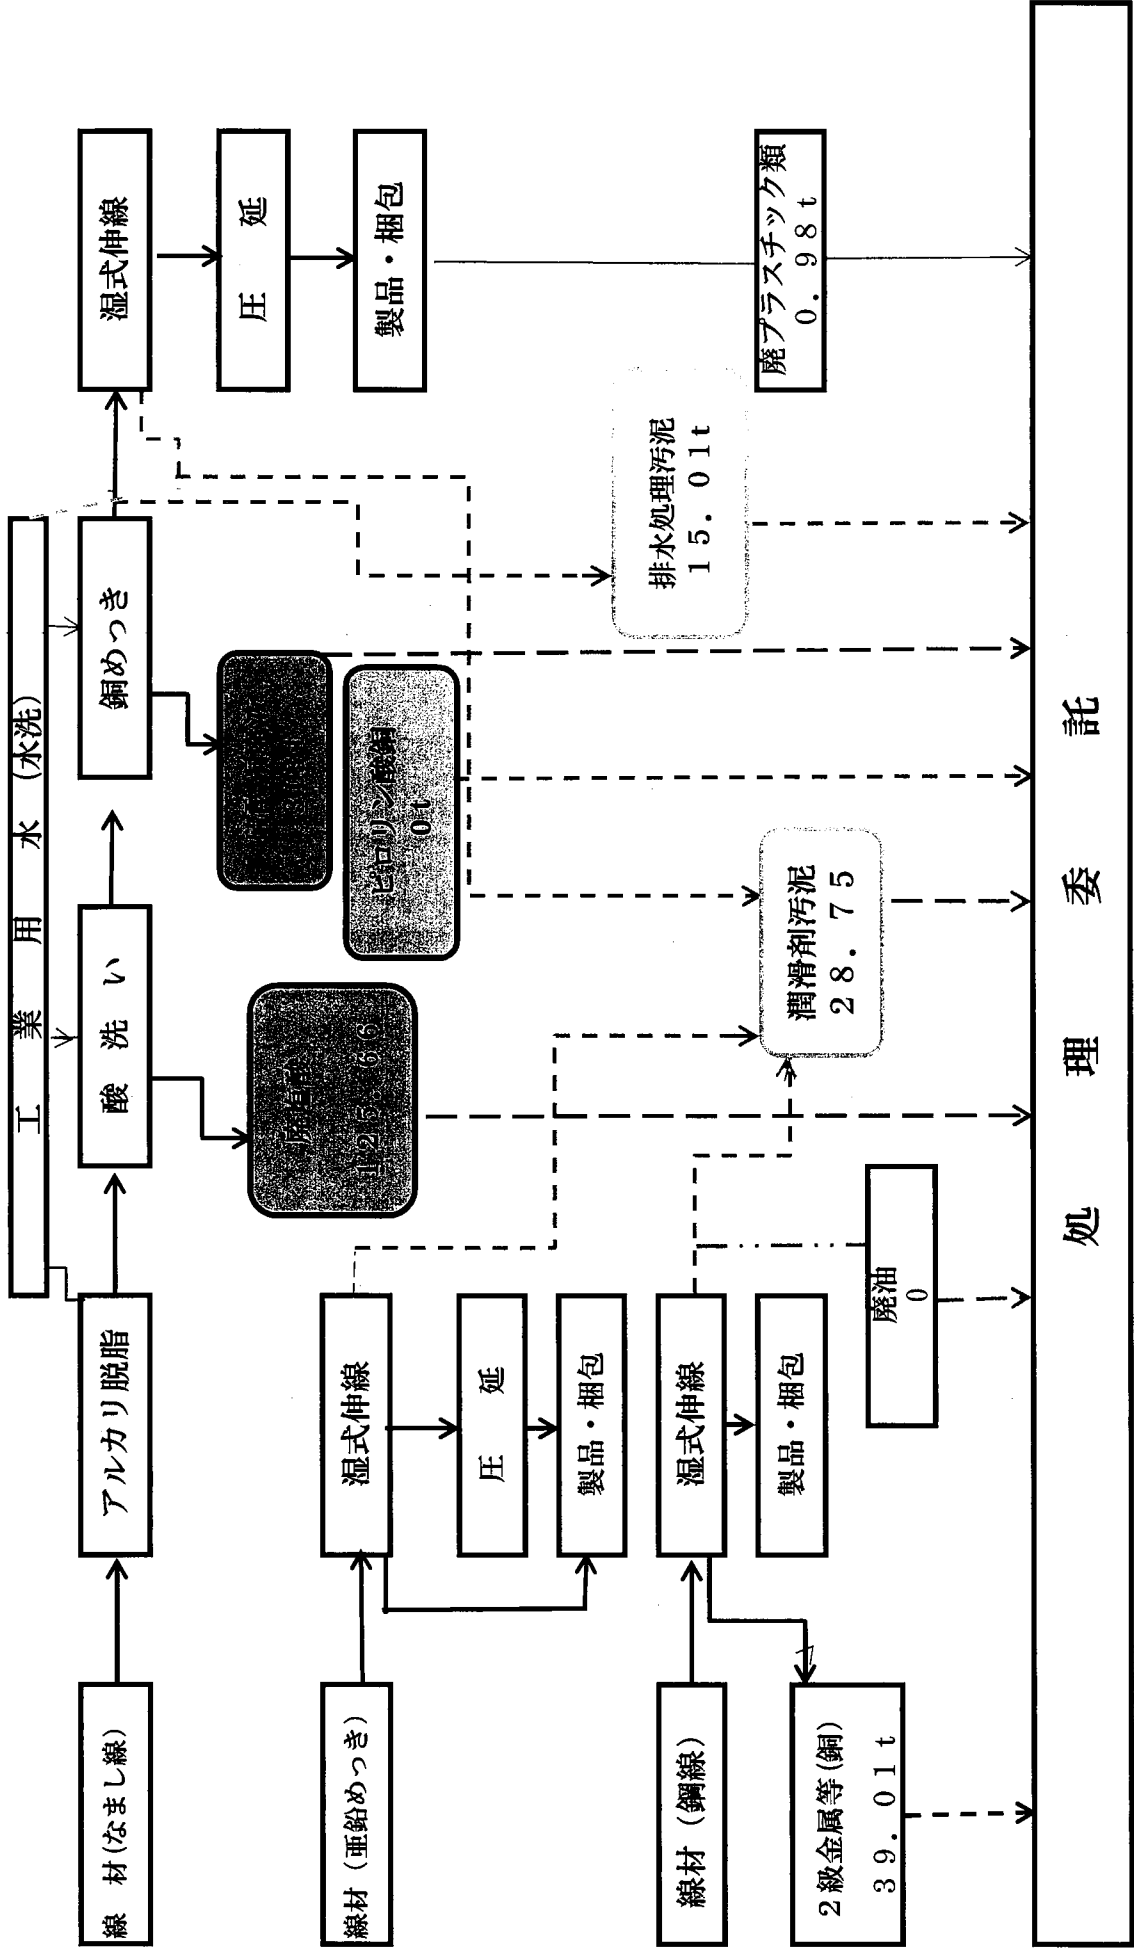 工 業 用 水 (水洗)
線 材(なまし線)
アルカリ脱脂
酸 洗 い
銅めっき
湿式伸線
圧 延
製品・梱包
廃塩酸
125.66
ピロリン酸銅
0t
線材(亜鉛めっき)
湿式伸線
圧 延
製品・梱包
線材(鋼線)
湿式伸線
製品・梱包
2級金属等(銅)
39.01t
廃油
0
潤滑剤汚泥
28.75
排水処理汚泥
15.01t
廃プラスチック類
0.98t
処 理 委 託